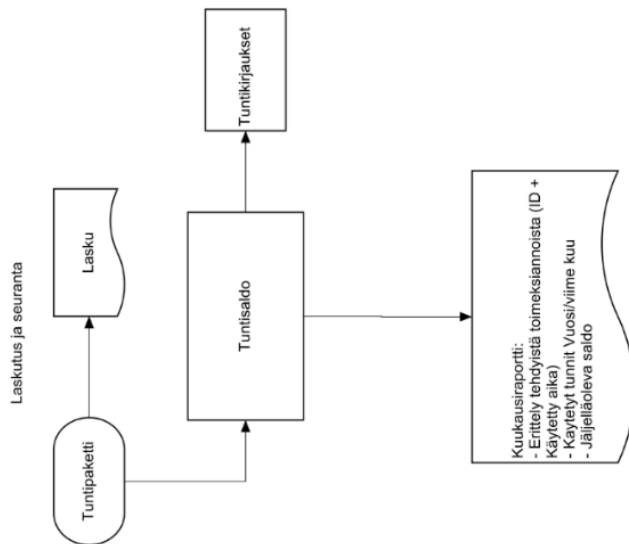 Laskutus ja seuranta
Tuntipaketti
Lasku
Tuntisaldo
Tuntikirjaukset
Kuukausiraportti:
- Erittely tehdyistä toimeksiannoista (ID +
Käytetty aika)
- Kaytetyt tunnit Vuosi/viime kuu
- Jäljelläoleva saldo